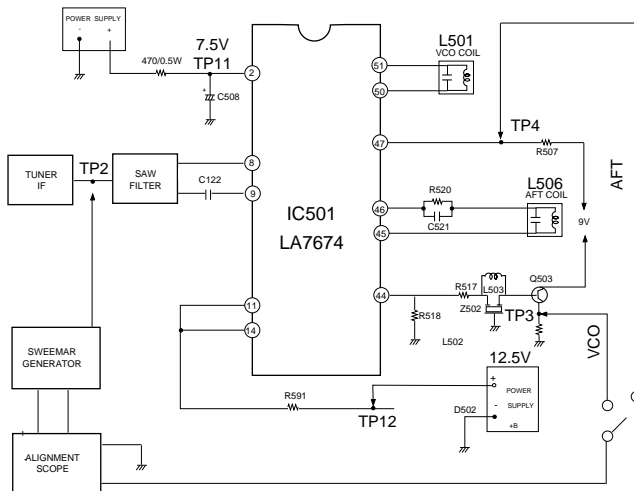 POWER SUPPLY
- +
470/0.5W
7.5V
TP11
+
C508
2
51
50
L501
VCO COIL
47
TP4
R507
TUNER
IF
TP2
SAW
FILTER
C122
8
9
IC501
LA7674
46
45
R520
C521
L506
AFT COIL
9V
AFT
44
R517
R518
L503
Z502
TP3
Q503
L502
VCO
11
14
SWEEMAR
GENERATOR
R591
TP12
12.5V
+
POWER
- SUPPLY
+B
D502
+
-
ALIGNMENT
SCOPE